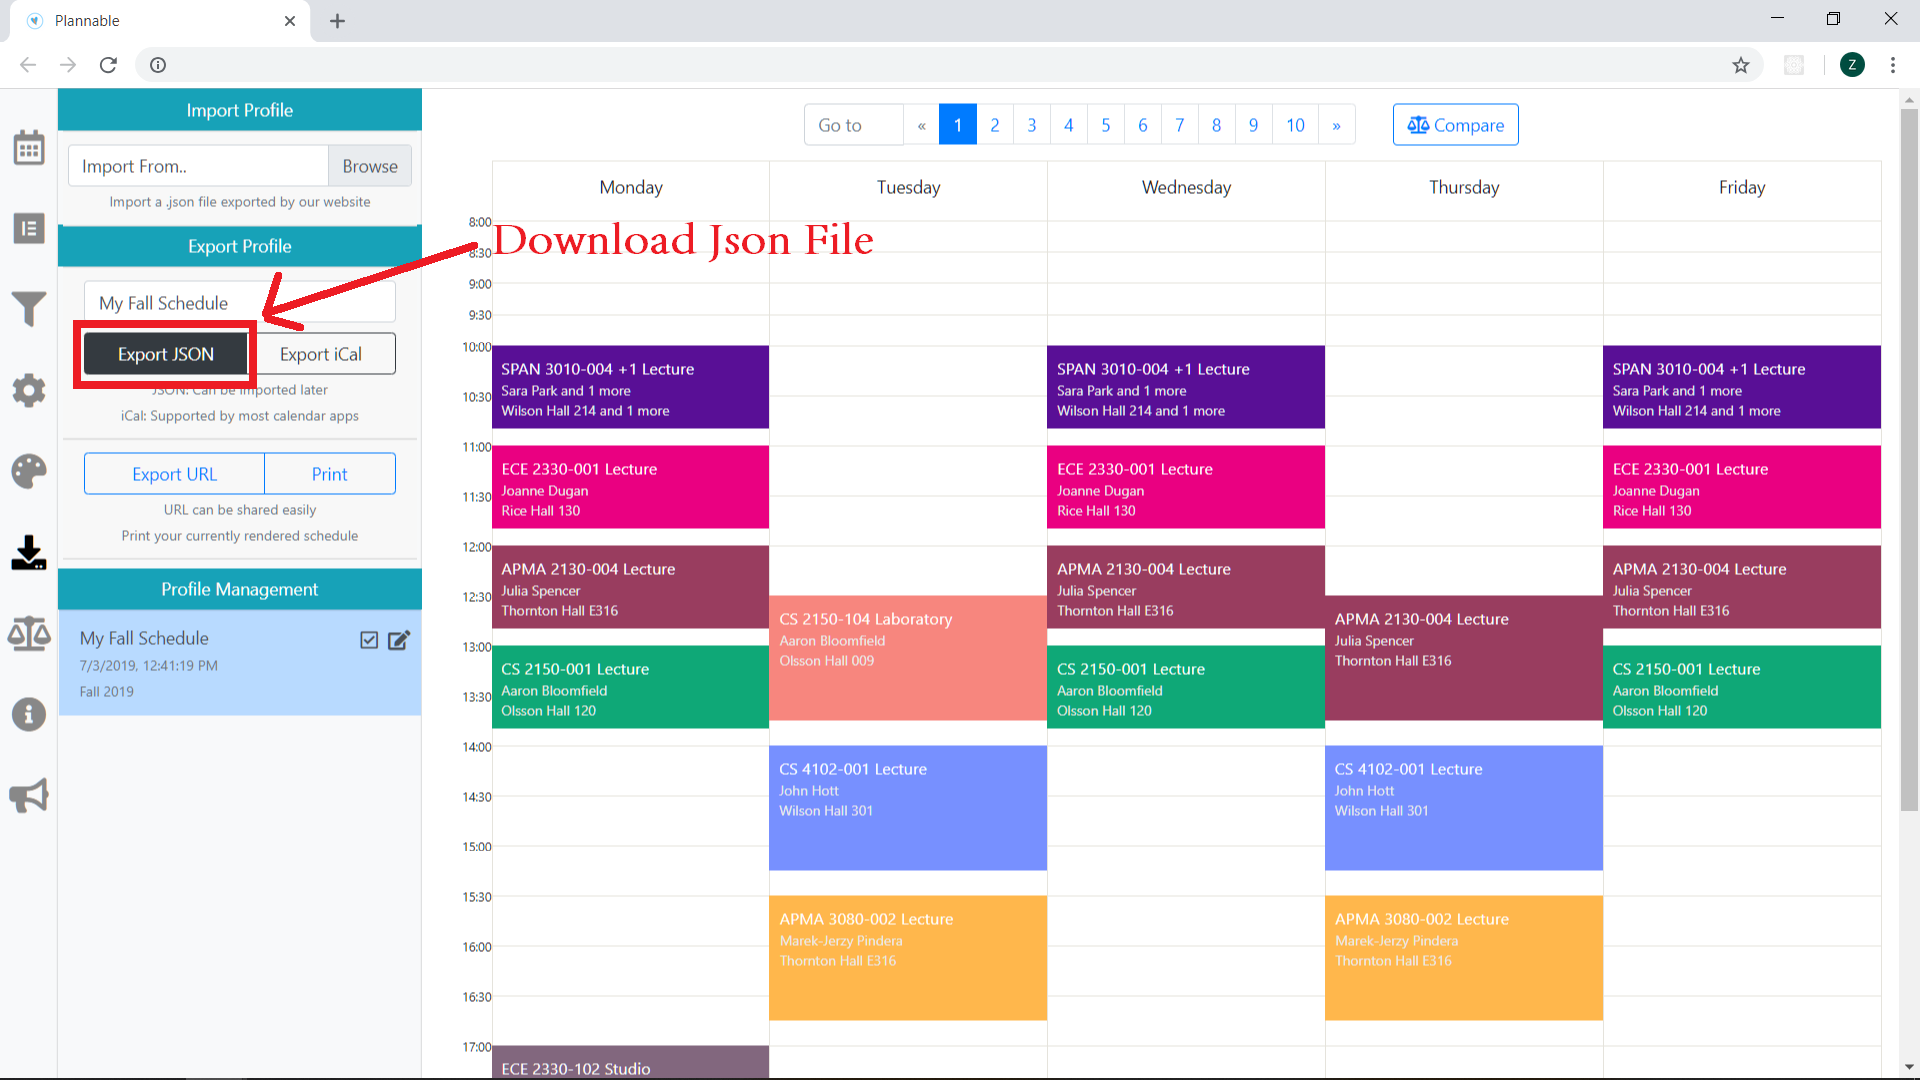 Plannable
Z
Import Profile
Import From..
Browse
Import a .json file exported by our website
Export Profile
My Fall Schedule
Export JSON
Export iCal
JSON: Can be imported later
iCal: Supported by most calendar apps
Export URL
Print
URL can be shared easily
Print your currently rendered schedule
Profile Management
My Fall Schedule
7/3/2019, 12:41:19 PM
Fall 2019
Download Json File
Go to
«
1
2
3
4
5
6
7
8
9
10
»
Compare
Monday
Tuesday
Wednesday
Thursday
Friday
8:00
8:30
9:00
9:30
10:00
10:30
11:00
11:30
12:00
12:30
13:00
13:30
14:00
14:30
15:00
15:30
16:00
16:30
17:00
SPAN 3010-004 +1 Lecture
Sara Park and 1 more
Wilson Hall 214 and 1 more
ECE 2330-001 Lecture
Joanne Dugan
Rice Hall 130
APMA 2130-004 Lecture
Julia Spencer
Thornton Hall E316
CS 2150-001 Lecture
Aaron Bloomfield
Olsson Hall 120
ECE 2330-102 Studio
CS 2150-104 Laboratory
Aaron Bloomfield
Olsson Hall 009
CS 4102-001 Lecture
John Hott
Wilson Hall 301
APMA 3080-002 Lecture
Marek-Jerzy Pindera
Thornton Hall E316
SPAN 3010-004 +1 Lecture
Sara Park and 1 more
Wilson Hall 214 and 1 more
ECE 2330-001 Lecture
Joanne Dugan
Rice Hall 130
APMA 2130-004 Lecture
Julia Spencer
Thornton Hall E316
CS 2150-001 Lecture
Aaron Bloomfield
Olsson Hall 120
APMA 2130-004 Lecture
Julia Spencer
Thornton Hall E316
CS 4102-001 Lecture
John Hott
Wilson Hall 301
APMA 3080-002 Lecture
Marek-Jerzy Pindera
Thornton Hall E316
SPAN 3010-004 +1 Lecture
Sara Park and 1 more
Wilson Hall 214 and 1 more
ECE 2330-001 Lecture
Joanne Dugan
Rice Hall 130
APMA 2130-004 Lecture
Julia Spencer
Thornton Hall E316
CS 2150-001 Lecture
Aaron Bloomfield
Olsson Hall 120